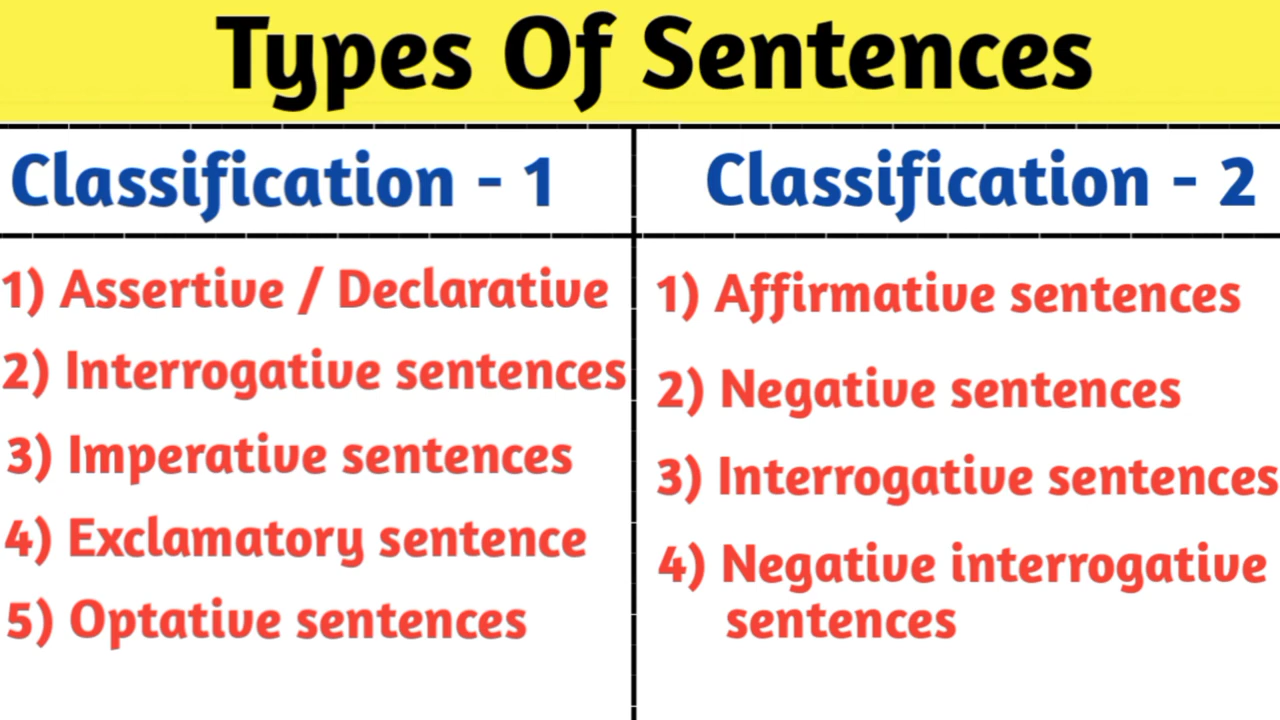 Types Of Sentences
Classification - 1
Classification - 2
1) Assertive / Declarative
2) Interrogative sentences
3) Imperative sentences
4) Exclamatory sentence
5) Optative sentences
1) Affirmative sentences
2) Negative sentences
3) Interrogative sentences
4) Negative interrogative
sentences